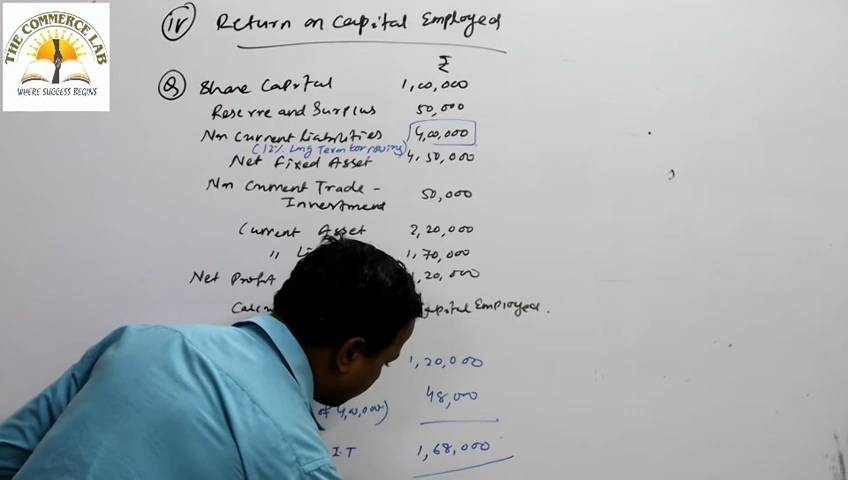 THE COMMERCE LAB
WHERE SUCCESS BEGINS
iv Return on Capital Employed
₹
Q Share Capital 1,00,000
Reserve and Surplus 50,000
Non Current Liabilities 4,00,000
(12% Long Term borrowing)
Net Fixed Asset 4,50,000
Non Current Trade -
Investment 50,000
Current Asset 2,20,000
" 1,70,000
Net Profit 1,20,000
Capital Employed.
1,20,000
of 4,00,000) 48,000
I.T 1,68,000